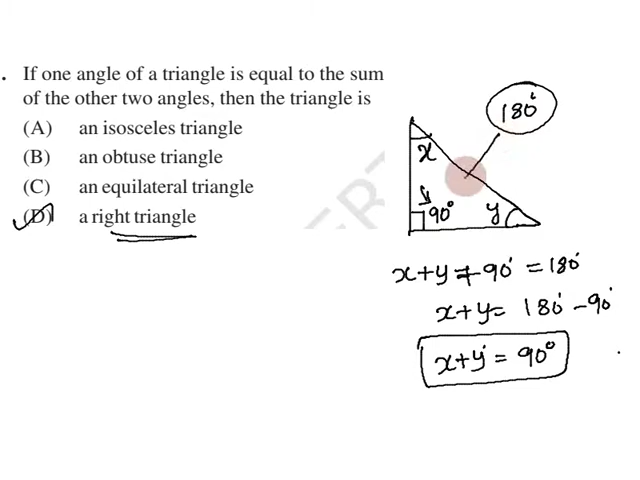 . If one angle of a triangle is equal to the sum
of the other two angles, then the triangle is
(A) an isosceles triangle
(B) an obtuse triangle
(C) an equilateral triangle
(D) a right triangle
180°
x
90°
y
x+y+90° = 180°
x+y = 180° - 90°
x+y = 90°